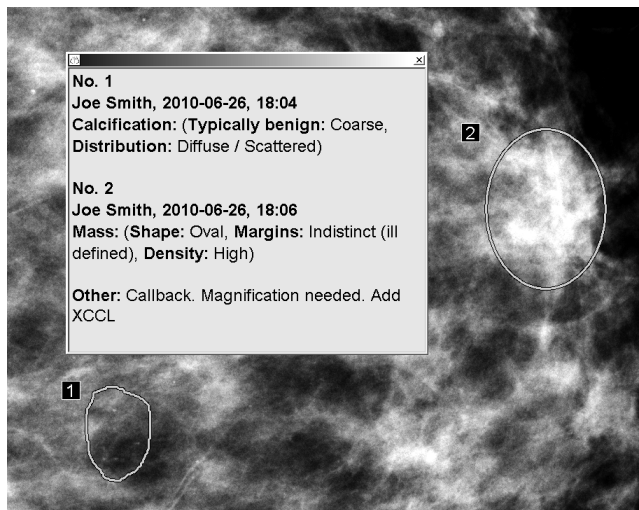 No. 1
Joe Smith, 2010-06-26, 18:04
Calcification: (Typically benign: Coarse,
Distribution: Diffuse / Scattered)
No. 2
Joe Smith, 2010-06-26, 18:06
Mass: (Shape: Oval, Margins: Indistinct (ill
defined), Density: High)
Other: Callback. Magnification needed. Add
XCCL
2
1